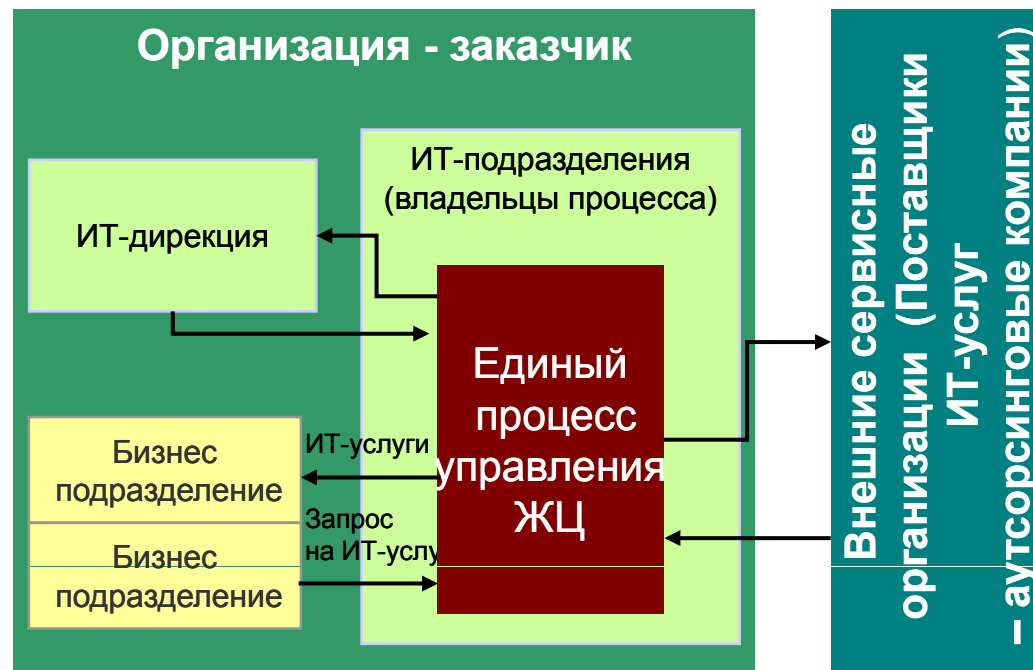 Организация - заказчик
ИТ-подразделения
(владельцы процесса)
ИТ-дирекция
Единый
процесс
управления
ЖЦ
ИТ-услуги
Бизнес
подразделение
Запрос
на ИТ-услу
Бизнес
подразделение
Внешние сервисные
организации (Поставщики
ИТ-услуг
– аутсорсинговые компании)